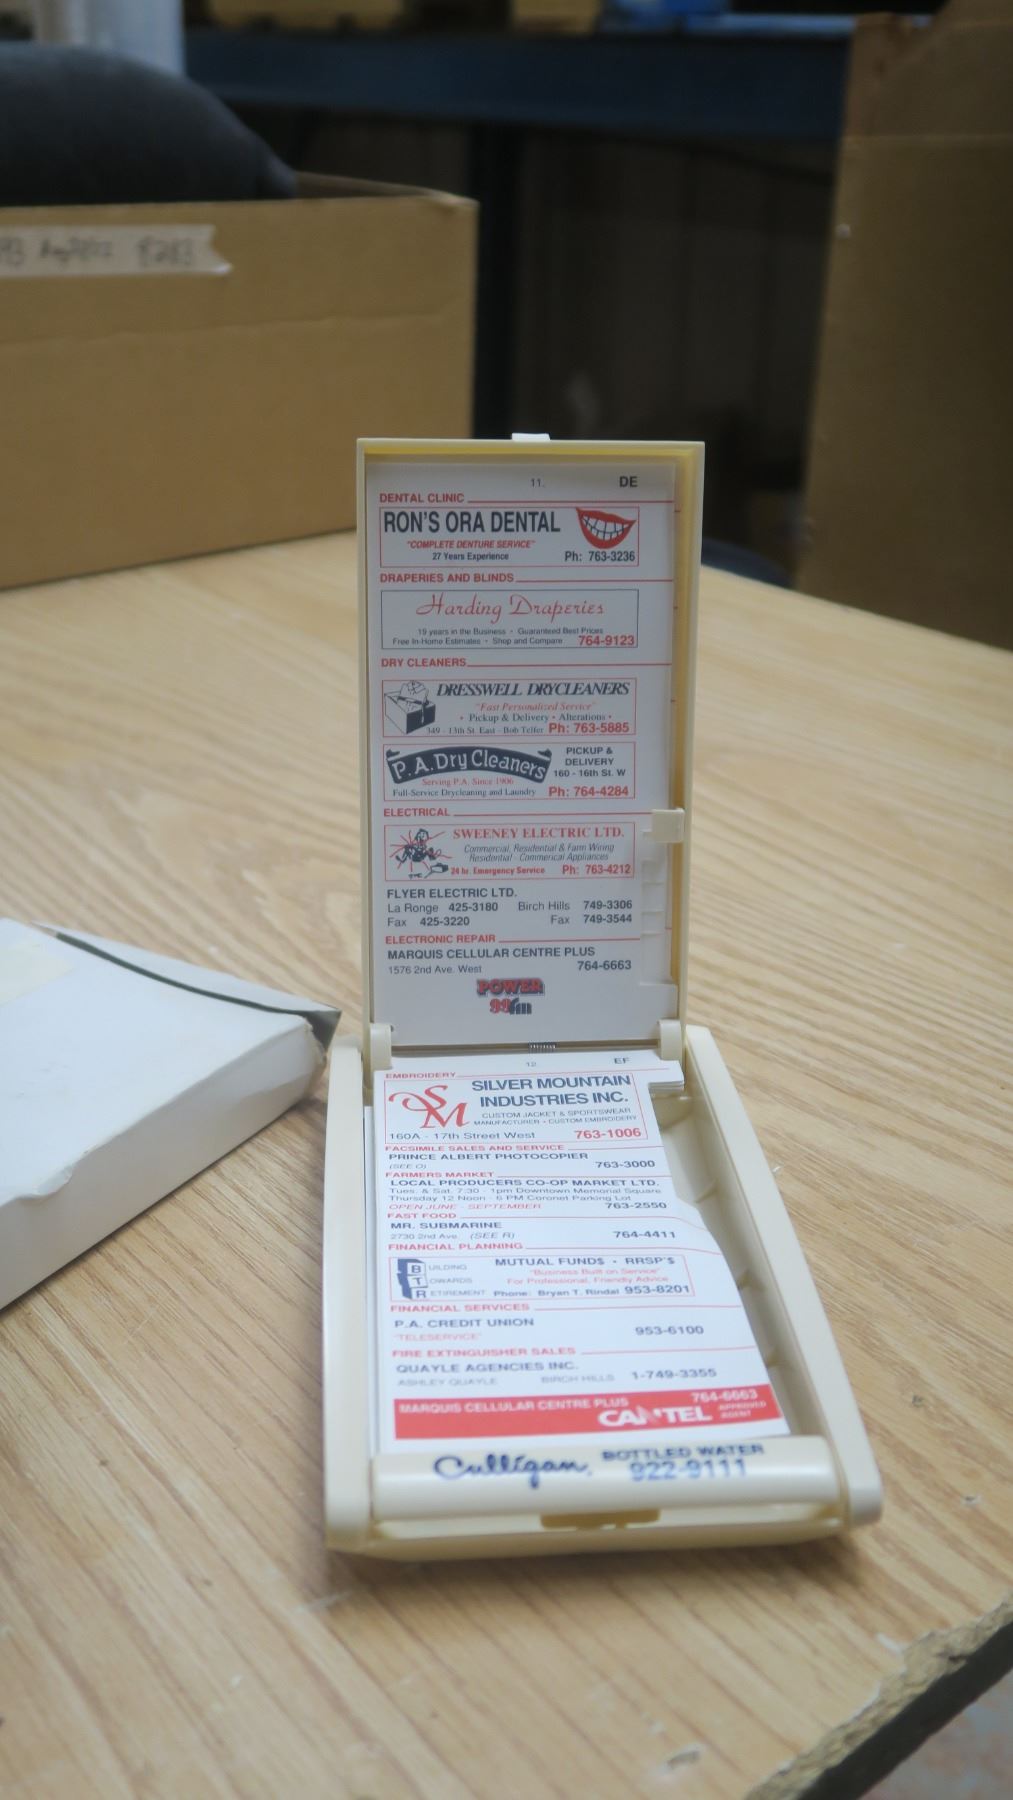 11. DE
DENTAL CLINIC
RON'S ORA DENTAL
"COMPLETE DENTURE SERVICE"
27 Years Experience Ph: 763-3236
DRAPERIES AND BLINDS
Harding Draperies
19 years in the Business - Guaranteed Best Prices
Free In-Home Estimates - Shop and Compare 764-9123
DRY CLEANERS
DRESSWELL DRYCLEANERS
"Fast Personalized Service"
• Pickup & Delivery • Alterations •
349 - 13th St. East - Bob Telfer Ph: 763-5885
P.A. Dry Cleaners
PICKUP &
DELIVERY
160 - 16th St. W
Serving P.A. Since 1906
Full-Service Drycleaning and Laundry Ph: 764-4284
ELECTRICAL
SWEENEY ELECTRIC LTD.
Commercial, Residential & Farm Wiring
Residential - Commerical Appliances
24 hr. Emergency Service Ph: 763-4212
FLYER ELECTRIC LTD.
La Ronge 425-3180 Birch Hills 749-3306
Fax 425-3220 Fax 749-3544
ELECTRONIC REPAIR
MARQUIS CELLULAR CENTRE PLUS
1576 2nd Ave. West 764-6663
POWER
99fm
12. EF
EMBROIDERY
SM
SILVER MOUNTAIN
INDUSTRIES INC.
CUSTOM JACKET & SPORTSWEAR
MANUFACTURER • CUSTOM EMBROIDERY
160A - 17th Street West 763-1006
FACSIMILE SALES AND SERVICE
PRINCE ALBERT PHOTOCOPIER
(SEE O) 763-3000
FARMERS MARKET
LOCAL PRODUCERS CO-OP MARKET LTD.
Tues. & Sat. 7:30 - 1pm Downtown Memorial Square
Thursday 12 Noon - 6 PM Coronet Parking Lot
OPEN JUNE - SEPTEMBER 763-2550
FAST FOOD
MR. SUBMARINE
2730 2nd Ave. (SEE R) 764-4411
FINANCIAL PLANNING
BUILDING
TOWARDS
RETIREMENT
MUTUAL FUND$ - RRSP'S
"Business Built on Service"
For Professional, Friendly Advice
Phone: Bryan T. Rindal 953-8201
FINANCIAL SERVICES
P.A. CREDIT UNION
"TELESERVICE" 953-6100
FIRE EXTINGUISHER SALES
QUAYLE AGENCIES INC.
ASHLEY QUAYLE BIRCH HILLS 1-749-3355
MARQUIS CELLULAR CENTRE PLUS 764-6663
CANTEL APPROVED
AGENT
Culligan. BOTTLED WATER
922-9111